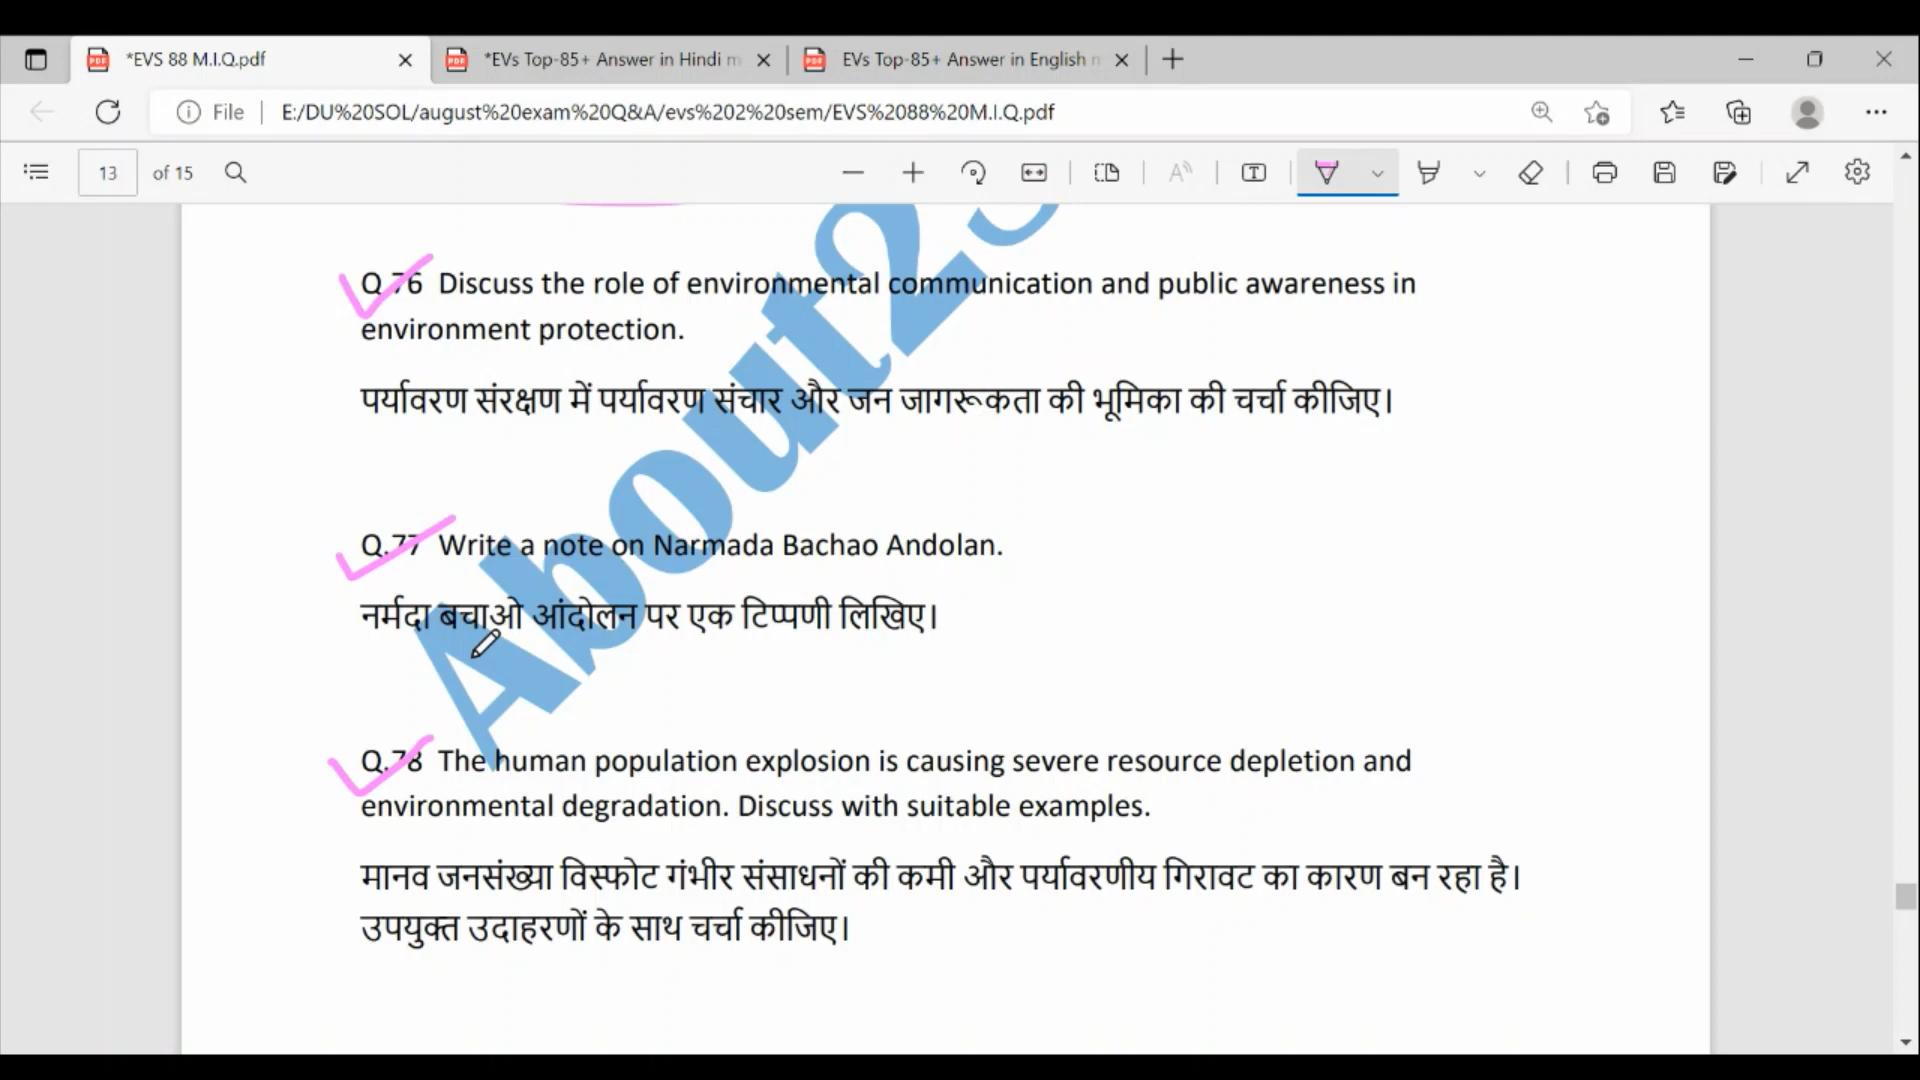 *EVS 88 M.I.Q.pdf
*EVs Top-85+ Answer in Hindi m
EVs Top-85+ Answer in English
File
E:/DU%20SOL/august%20exam%20Q&A/evs%202%20sem/EVS%2088%20M.I.Q.pdf
13 of 15
Q.76 Discuss the role of environmental communication and public awareness in
environment protection.
पर्यावरण संरक्षण में पर्यावरण संचार और जन जागरूकता की भूमिका की चर्चा कीजिए।
Q.77 Write a note on Narmada Bachao Andolan.
नर्मदा बचाओ आंदोलन पर एक टिप्पणी लिखिए।
Q.78 The human population explosion is causing severe resource depletion and
environmental degradation. Discuss with suitable examples.
मानव जनसंख्या विस्फोट गंभीर संसाधनों की कमी और पर्यावरणीय गिरावट का कारण बन रहा है।
उपयुक्त उदाहरणों के साथ चर्चा कीजिए।
About2